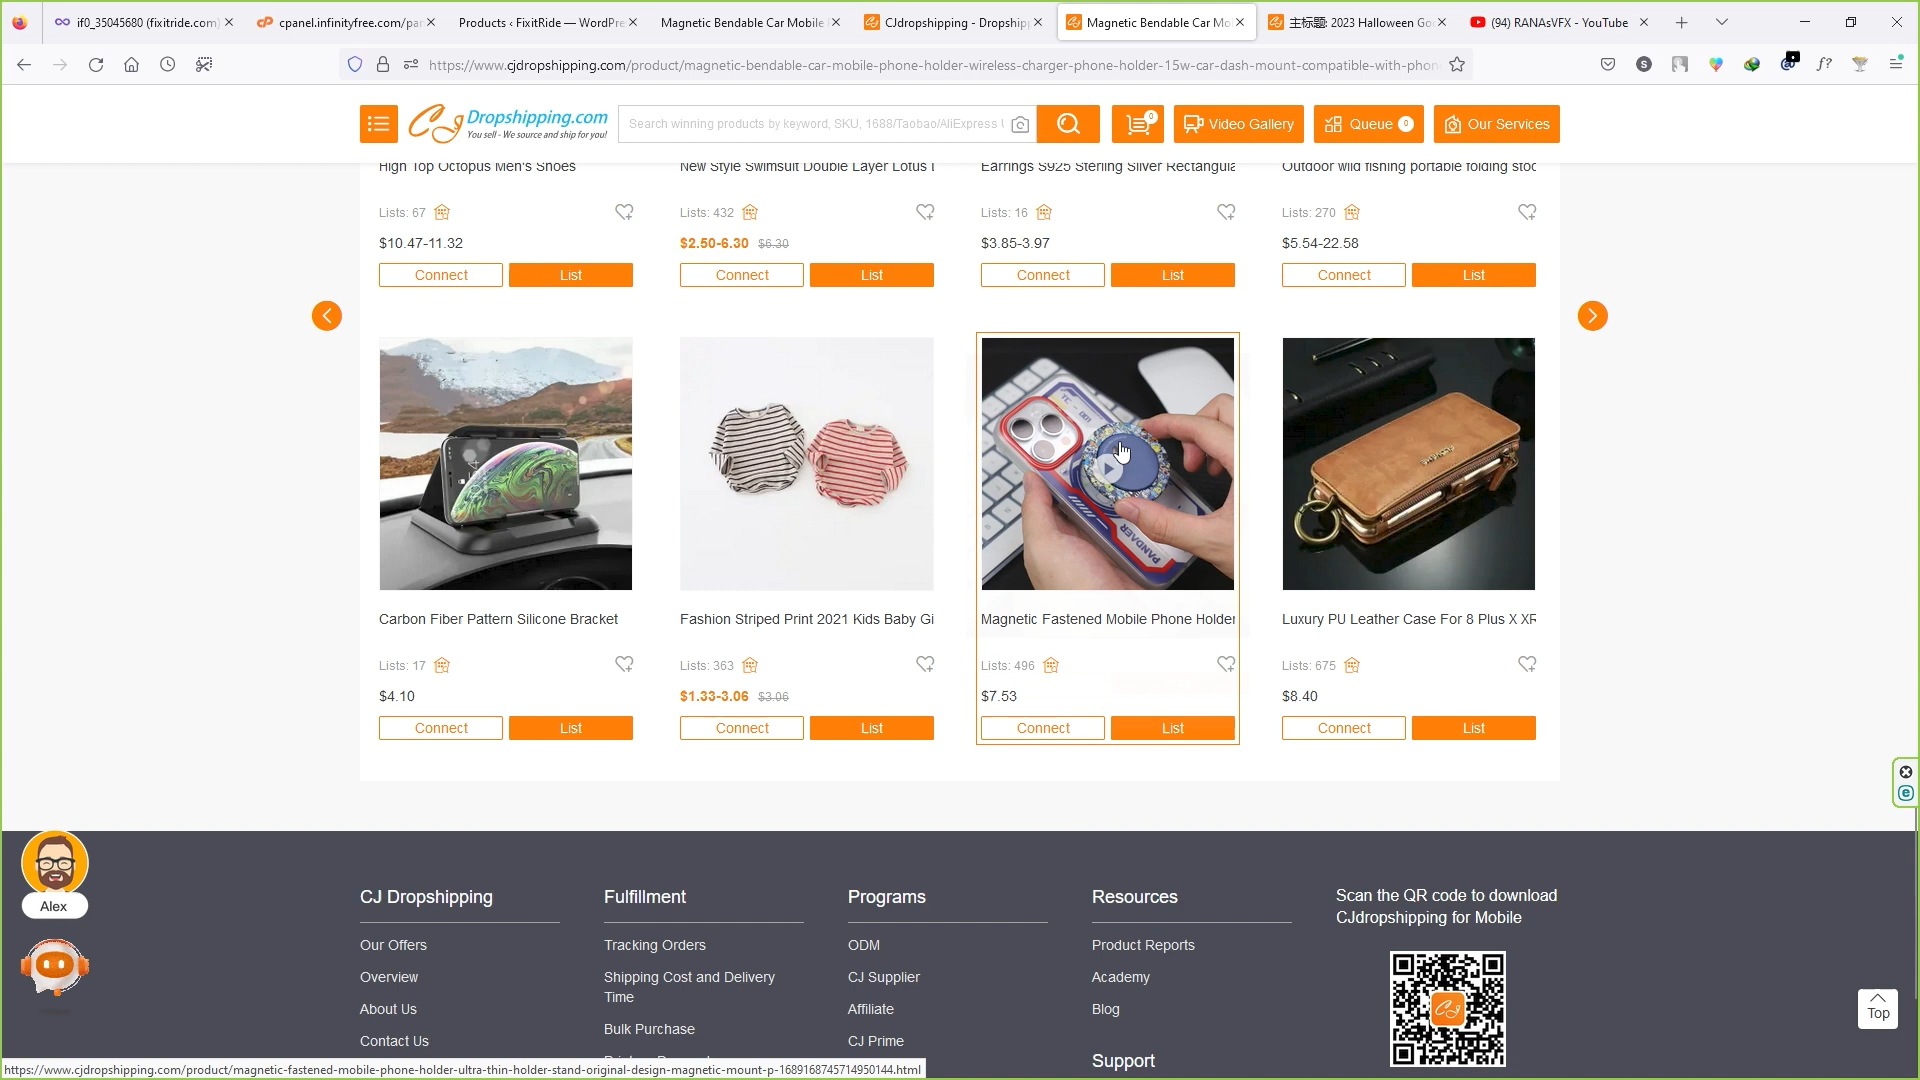 if0_35045680 (fixitride.com)
cpanel.infinityfree.com/pa
Products ‹ FixitRide — WordPre
Magnetic Bendable Car Mobile
CJdropshipping - Dropshipp
Magnetic Bendable Car Mo
主标题: 2023 Halloween Go
(94) RANAsVFX - YouTube
https://www.cjdropshipping.com/product/magnetic-bendable-car-mobile-phone-holder-wireless-charger-phone-holder-15w-car-dash-mount-compatible-with-phon
Dropshipping.com
You sell - We source and ship for you!
Search winning products by keyword, SKU, 1688/Taobao/AliExpress
0
Video Gallery
Queue 0
Our Services
High Top Octopus Men's Shoes
New Style Swimsuit Double Layer Lotus
Earrings S925 Sterling Silver Rectangula
Outdoor wild fishing portable folding stoo
Lists: 67
Lists: 432
Lists: 16
Lists: 270
$10.47-11.32
$2.50-6.30 $6.30
$3.85-3.97
$5.54-22.58
Connect List
Connect List
Connect List
Connect List
PANDAER
Carbon Fiber Pattern Silicone Bracket
Fashion Striped Print 2021 Kids Baby Gi
Magnetic Fastened Mobile Phone Holder
Luxury PU Leather Case For 8 Plus X XR
Lists: 17
Lists: 363
Lists: 496
Lists: 675
$4.10
$1.33-3.06 $3.06
$7.53
$8.40
Connect List
Connect List
Connect List
Connect List
Alex
CJ Dropshipping
Our Offers
Overview
About Us
Contact Us
Fulfillment
Tracking Orders
Shipping Cost and Delivery
Time
Bulk Purchase
Programs
ODM
CJ Supplier
Affiliate
CJ Prime
Resources
Product Reports
Academy
Blog
Support
Scan the QR code to download
CJdropshipping for Mobile
Top
https://www.cjdropshipping.com/product/magnetic-fastened-mobile-phone-holder-ultra-thin-holder-stand-original-design-magnetic-mount-p-1689168745714950144.html